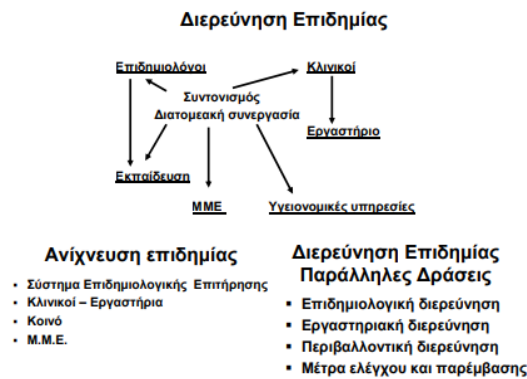 Διερεύνηση Επιδημίας
Επιδημιολόγοι
Κλινικοί
Συντονισμός
Διατομεακή συνεργασία
Εργαστήριο
Εκπαίδευση
ΜΜΕ
Υγειονομικές υπηρεσίες
Ανίχνευση επιδημίας
▪ Σύστημα Επιδημιολογικής Επιτήρησης
▪ Κλινικοί – Εργαστήρια
▪ Κοινό
▪ Μ.Μ.Ε.
Διερεύνηση Επιδημίας
Παράλληλες Δράσεις
▪ Επιδημιολογική διερεύνηση
▪ Εργαστηριακή διερεύνηση
▪ Περιβαλλοντική διερεύνηση
▪ Μέτρα ελέγχου και παρέμβασης